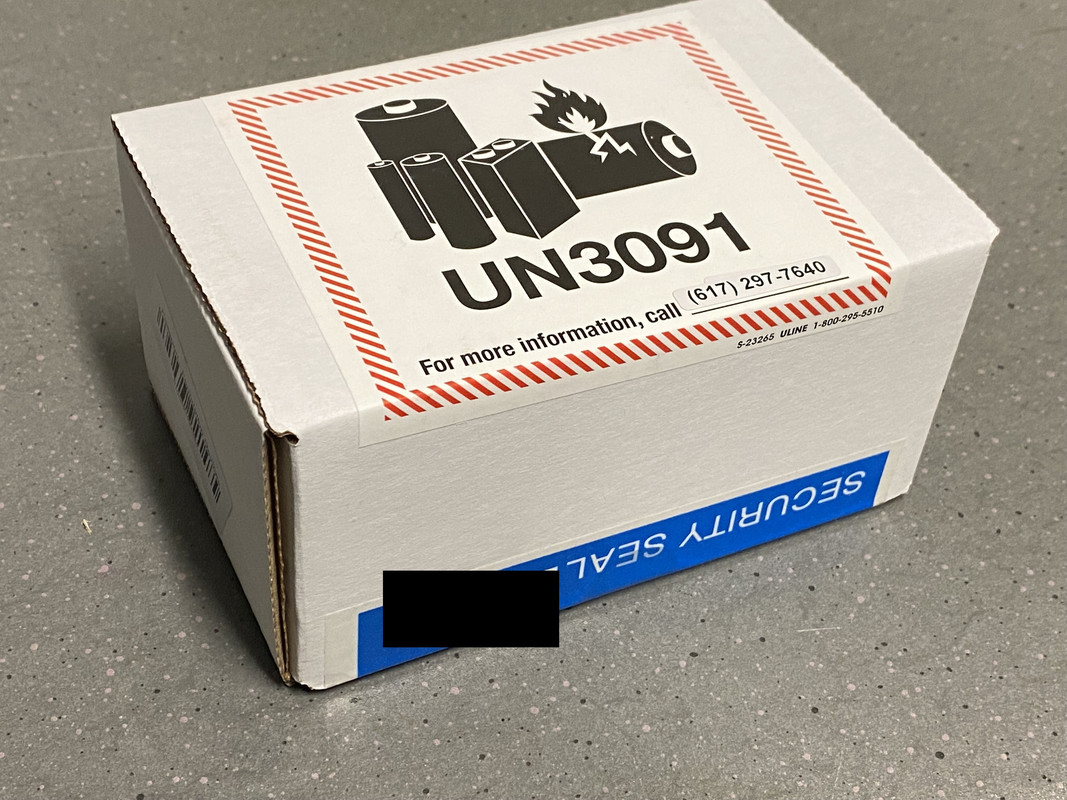 UN3091
For more information, call (617) 297-7640
S-23265 ULINE 1-800-295-5510
SECURITY SEAL